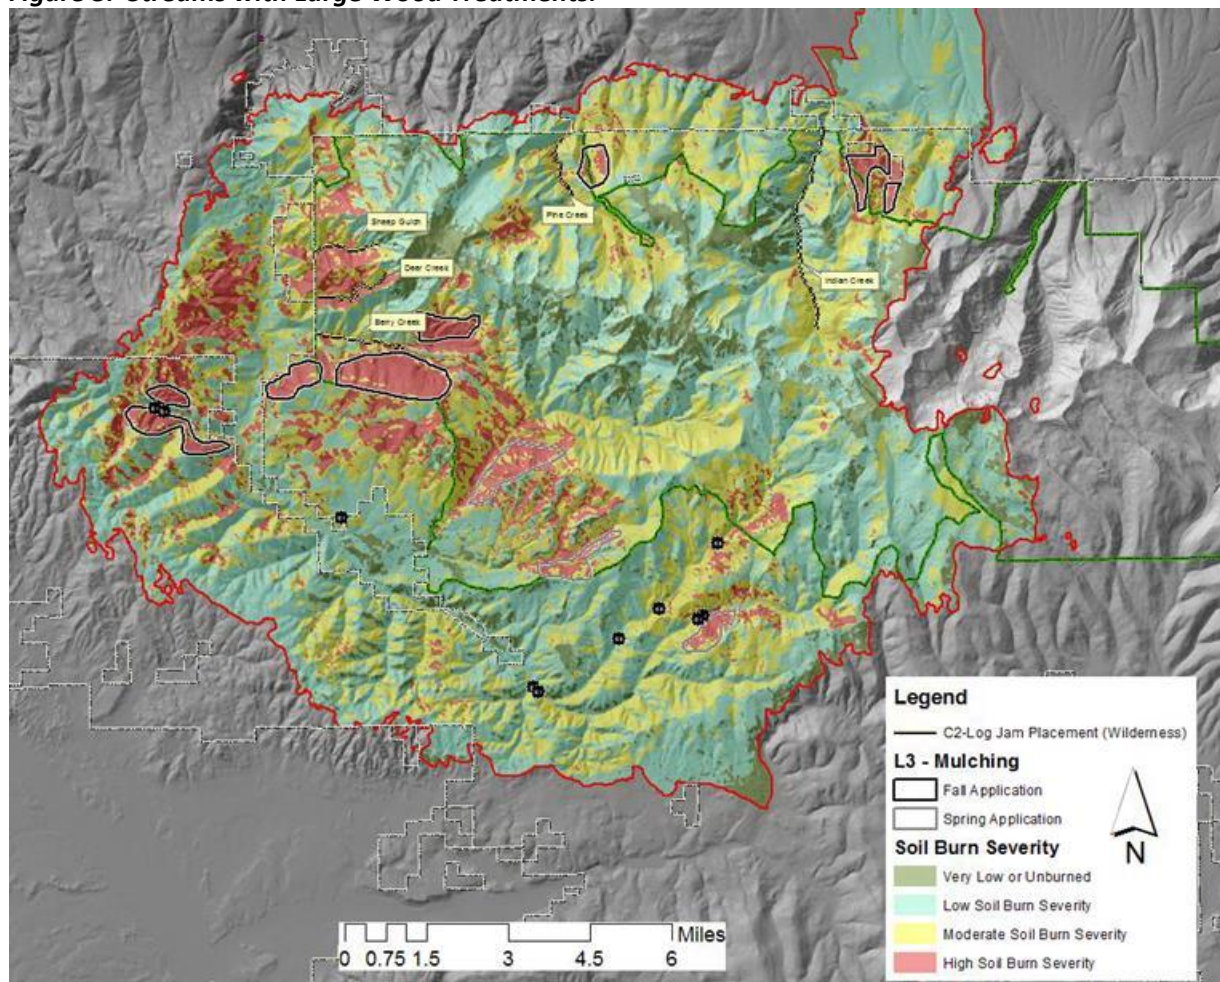 Figure 3. Streams with Large Wood Treatments.
Sheep Gulch
Pine Creek
Deer Creek
Indian Creek
Berry Creek
Legend
C2-Log Jam Placement (Wilderness)
L3 - Mulching
Fall Application
Spring Application
Soil Burn Severity
Very Low or Unburned
Low Soil Burn Severity
Moderate Soil Burn Severity
High Soil Burn Severity
N
Miles
0 0.75 1.5 3 4.5 6